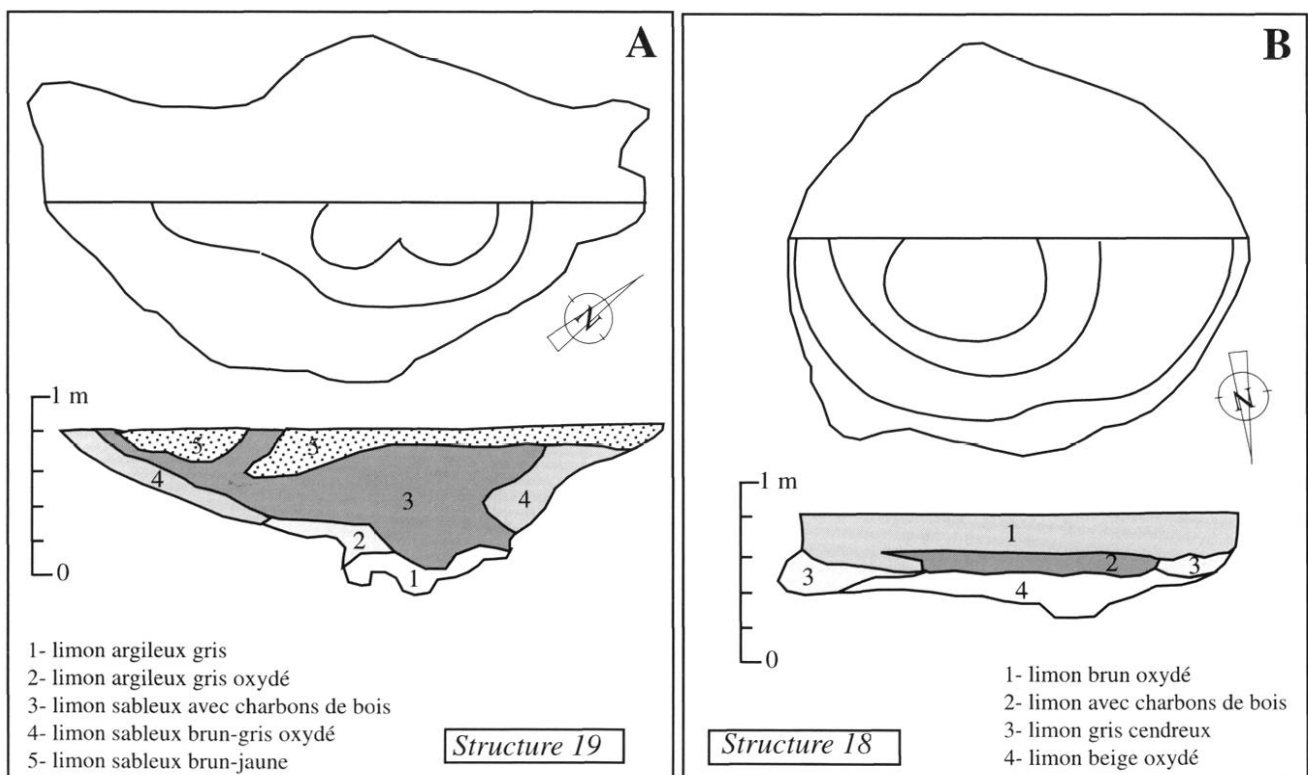 A
N
1 m
5
5
4
3
4
2
1
0
1- limon argileux gris
2- limon argileux gris oxydé
3- limon sableux avec charbons de bois
4- limon sableux brun-gris oxydé
5- limon sableux brun-jaune
Structure 19
B
N
1 m
1
2
3
3
4
0
1- limon brun oxydé
2- limon avec charbons de bois
3- limon gris cendreux
4- limon beige oxydé
Structure 18